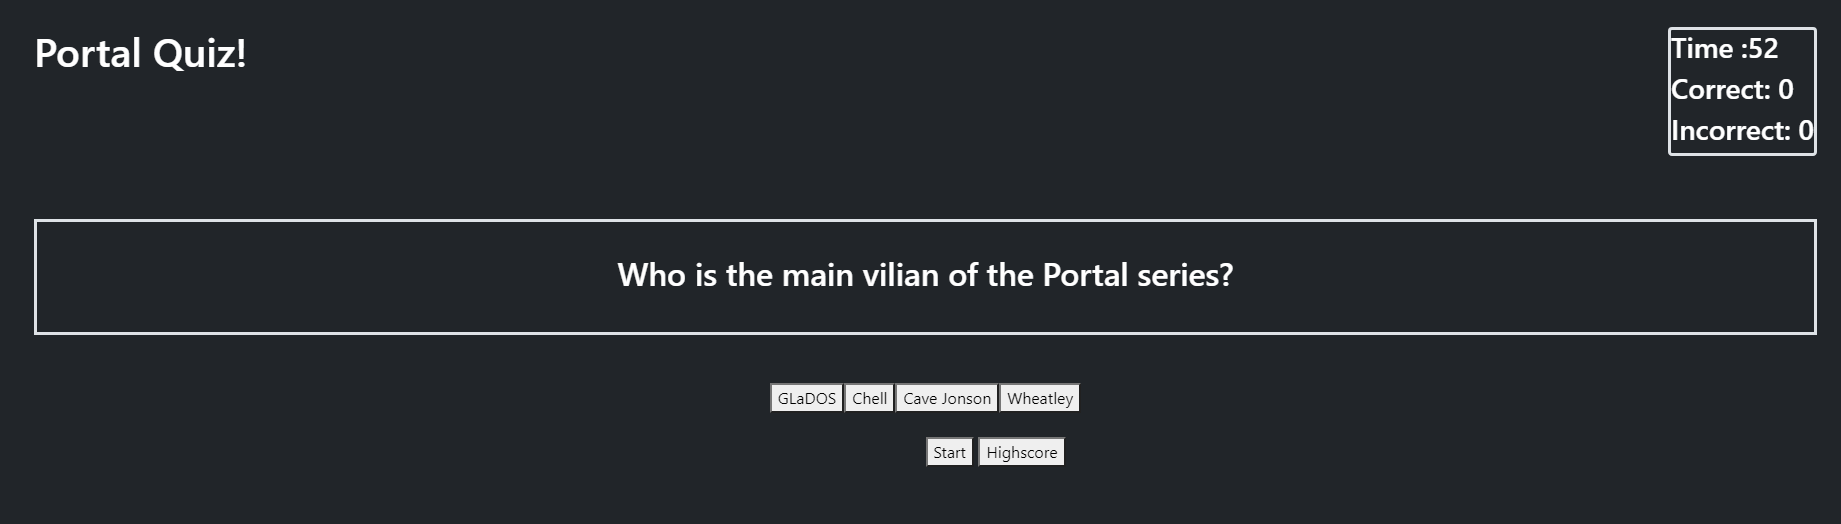 Portal Quiz!
Time :52
Correct: 0
Incorrect: 0
Who is the main vilian of the Portal series?
GLaDOS Chell Cave Jonson Wheatley
Start Highscore